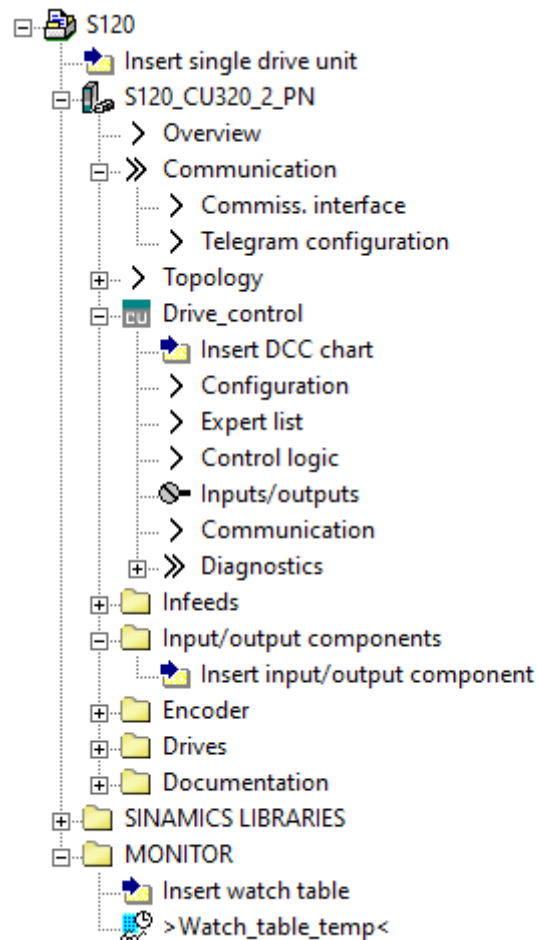 S120
Insert single drive unit
S120_CU320_2_PN
Overview
Communication
Commiss. interface
Telegram configuration
Topology
Drive_control
Insert DCC chart
Configuration
Expert list
Control logic
Inputs/outputs
Communication
Diagnostics
Infeeds
Input/output components
Insert input/output component
Encoder
Drives
Documentation
SINAMICS LIBRARIES
MONITOR
Insert watch table
>Watch_table_temp<